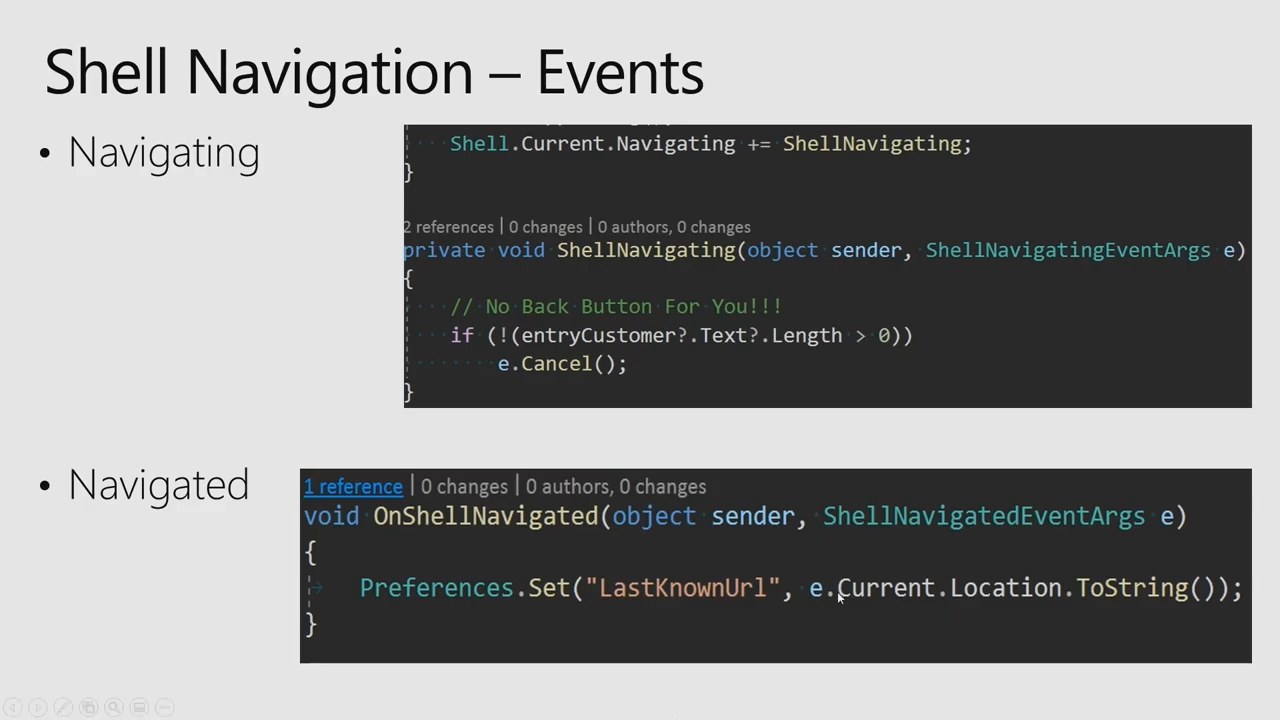 Shell Navigation – Events
• Navigating
Shell.Current.Navigating += ShellNavigating;
}
2 references | 0 changes | 0 authors, 0 changes
private void ShellNavigating(object sender, ShellNavigatingEventArgs e)
{
// No Back Button For You!!!
if (!(entryCustomer?.Text?.Length > 0))
e.Cancel();
}
• Navigated
1 reference | 0 changes | 0 authors, 0 changes
void OnShellNavigated(object sender, ShellNavigatedEventArgs e)
{
Preferences.Set("LastKnownUrl", e.Current.Location.ToString());
}